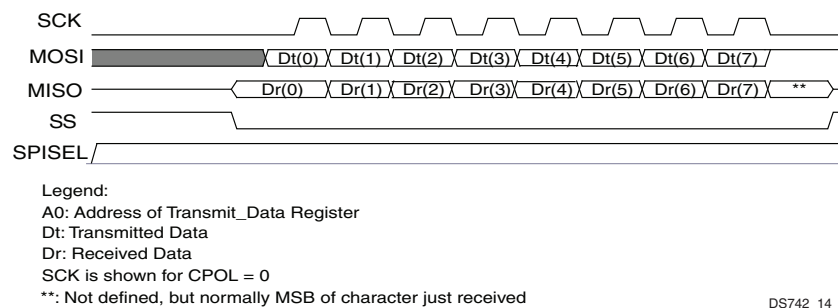 SCK
MOSI Dt(0) Dt(1) Dt(2) Dt(3) Dt(4) Dt(5) Dt(6) Dt(7)
MISO Dr(0) Dr(1) Dr(2) Dr(3) Dr(4) Dr(5) Dr(6) Dr(7) **
SS
SPISEL
Legend:
A0: Address of Transmit_Data Register
Dt: Transmitted Data
Dr: Received Data
SCK is shown for CPOL = 0
**: Not defined, but normally MSB of character just received
DS742_14